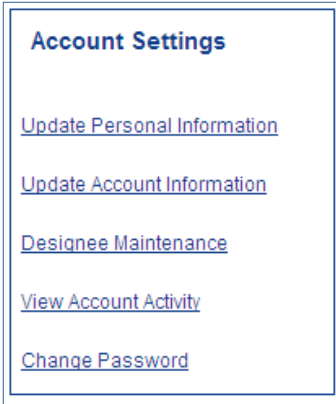 Account Settings
Update Personal Information
Update Account Information
Designee Maintenance
View Account Activity
Change Password